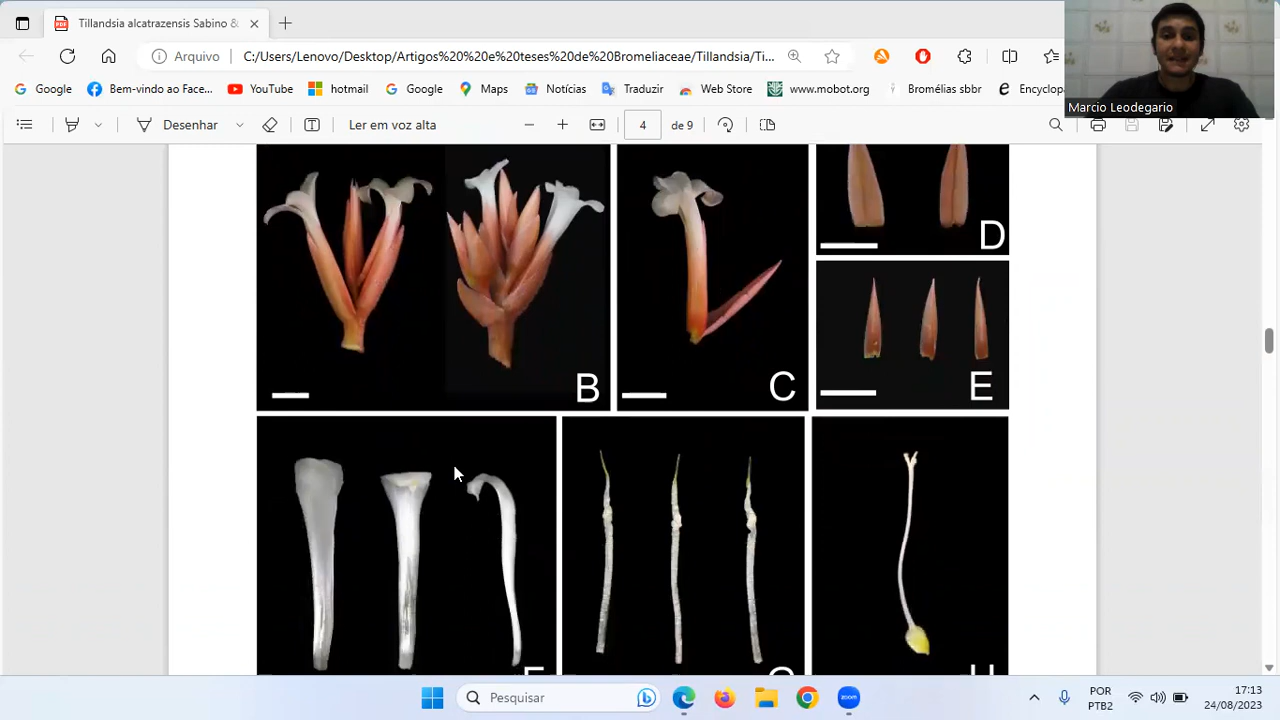 Tillandsia alcatrazensis Sabino &
Arquivo
C:/Users/Lenovo/Desktop/Artigos%20%20e%20teses%20de%20Bromeliaceae/Tillandsia/Ti...
Google
Bem-vindo ao Face...
YouTube
hotmail
Google
Maps
Notícias
Traduzir
Web Store
www.mobot.org
Bromélias sbbr
Encyclop
Marcio Leodegario
Desenhar
Ler em voz alta
4
de 9
B
C
D
E
Pesquisar
zoom
POR
PTB2
17:13
24/08/2023